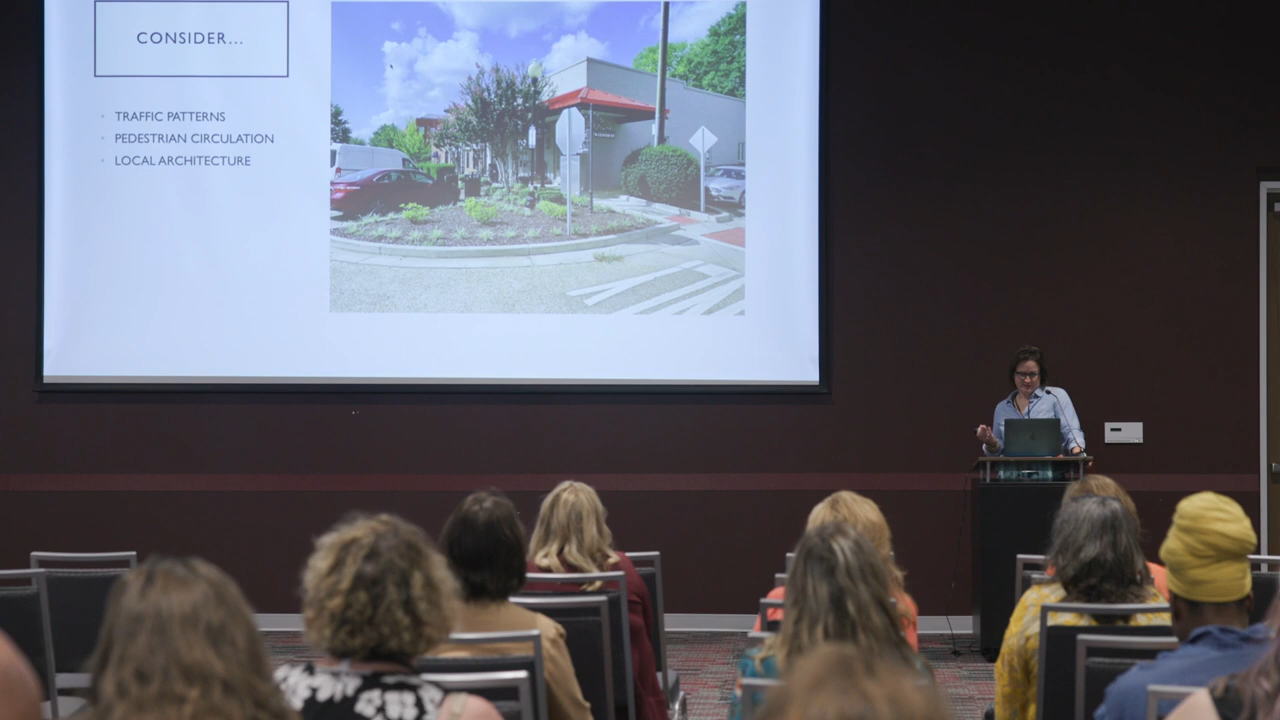 CONSIDER...
TRAFFIC PATTERNS
PEDESTRIAN CIRCULATION
LOCAL ARCHITECTURE